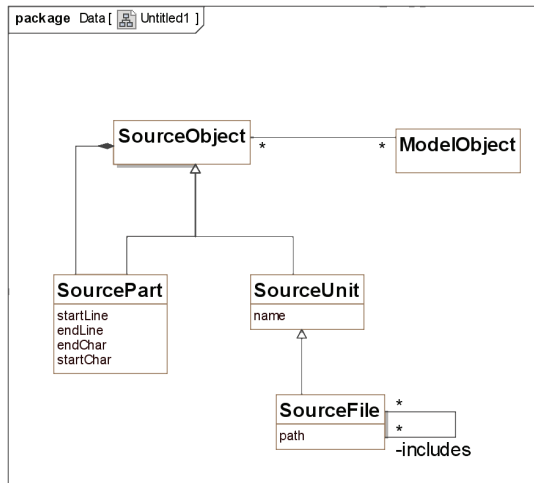 package Data [ Untitled1 ]
SourceObject
* *
ModelObject
SourcePart
startLine
endLine
endChar
startChar
SourceUnit
name
SourceFile
path
*
*
-includes